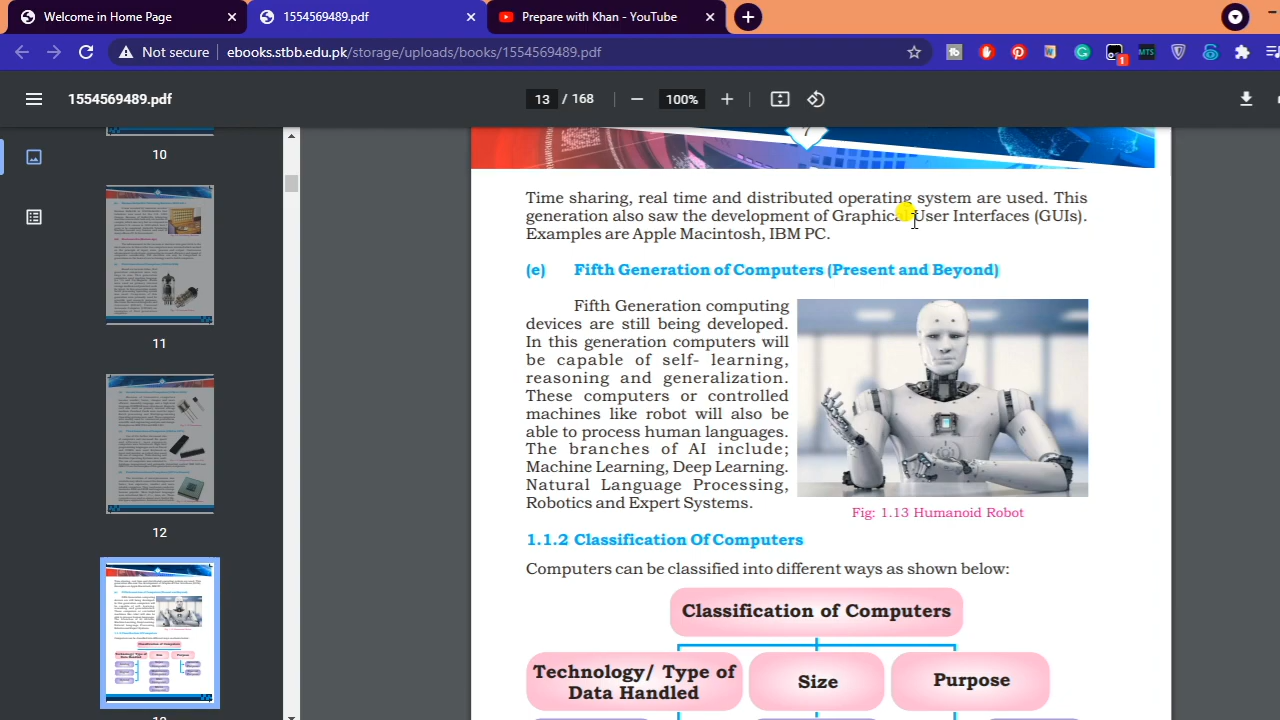 Welcome in Home Page
1554569489.pdf
Prepare with Khan - YouTube
Not secure
ebooks.stbb.edu.pk/storage/uploads/books/1554569489.pdf
1
MTS
1554569489.pdf
13 / 168
100%
10
11
12
7
Time sharing, real time and distributed operating system are used. This
generation also saw the development of Graphical User Interfaces (GUIs).
Examples are Apple Macintosh, IBM PC.
(e) Fifth Generation of Computers (Present and Beyond)
Fifth Generation computing
devices are still being developed.
In this generation computers will
be capable of self- learning,
reasoning and generalization.
These computers or controlled
machines like robot will also be
able to process human languages.
The branches of AI include;
Machine Learning, Deep Learning,
Natural Language Processing,
Robotics and Expert Systems.
Fig: 1.13 Humanoid Robot
1.1.2 Classification Of Computers
Computers can be classified into different ways as shown below:
Classification of Computers
Technology/ Type of
Data Handled
Size
Purpose